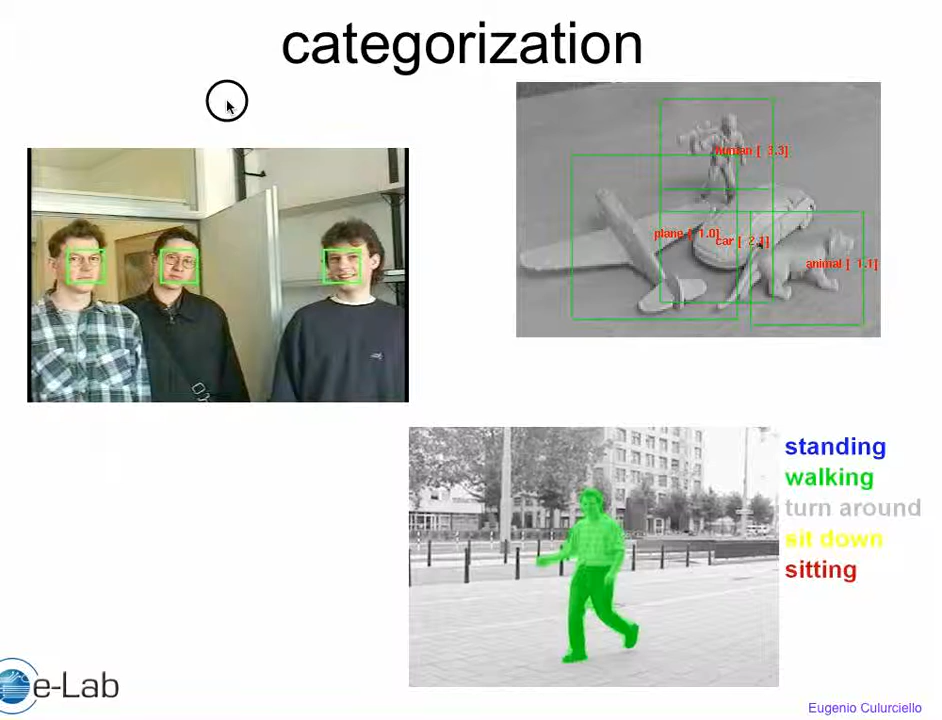 categorization
human [ 3.3]
plane [ 1.0]
car [ 2.1]
animal [ 1.1]
standing
walking
turn around
sit down
sitting
e-Lab
Eugenio Culurciello